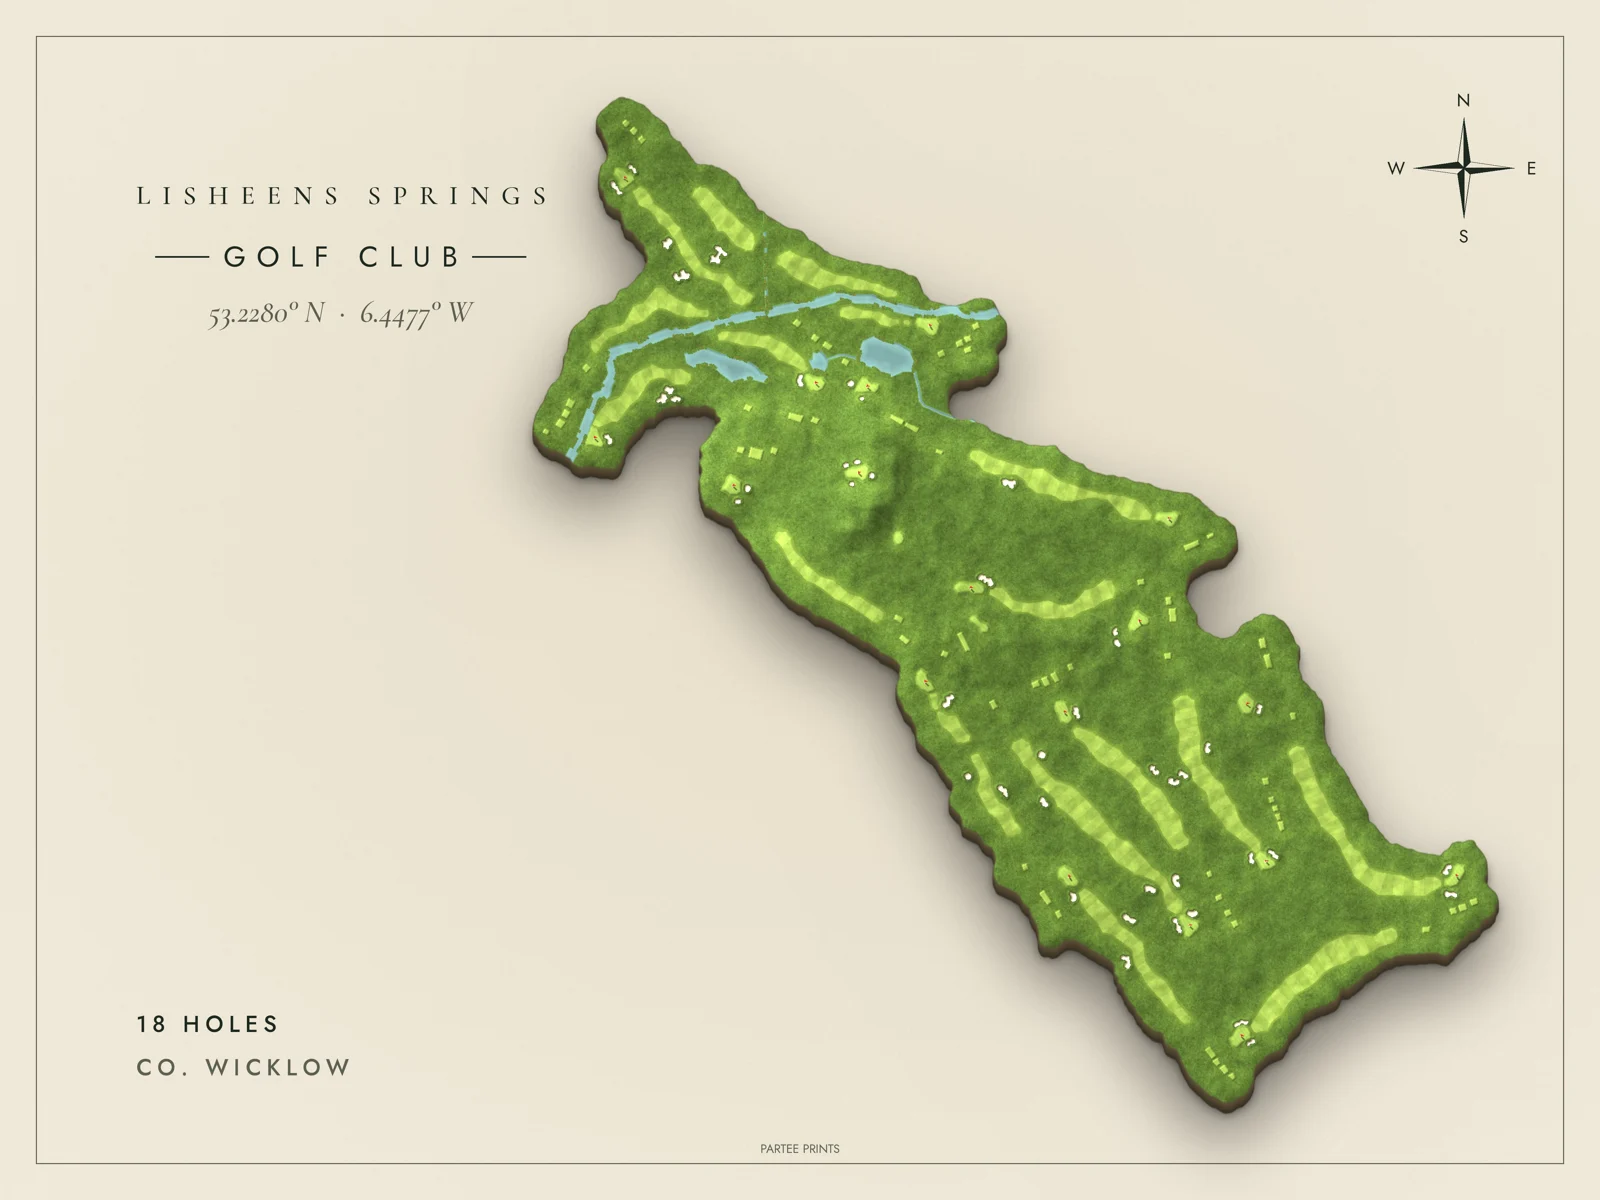 LISHEENS SPRINGS
GOLF CLUB
53.2280° N · 6.4477° W
N
W
E
S
18 HOLES
CO. WICKLOW
PARTEE PRINTS